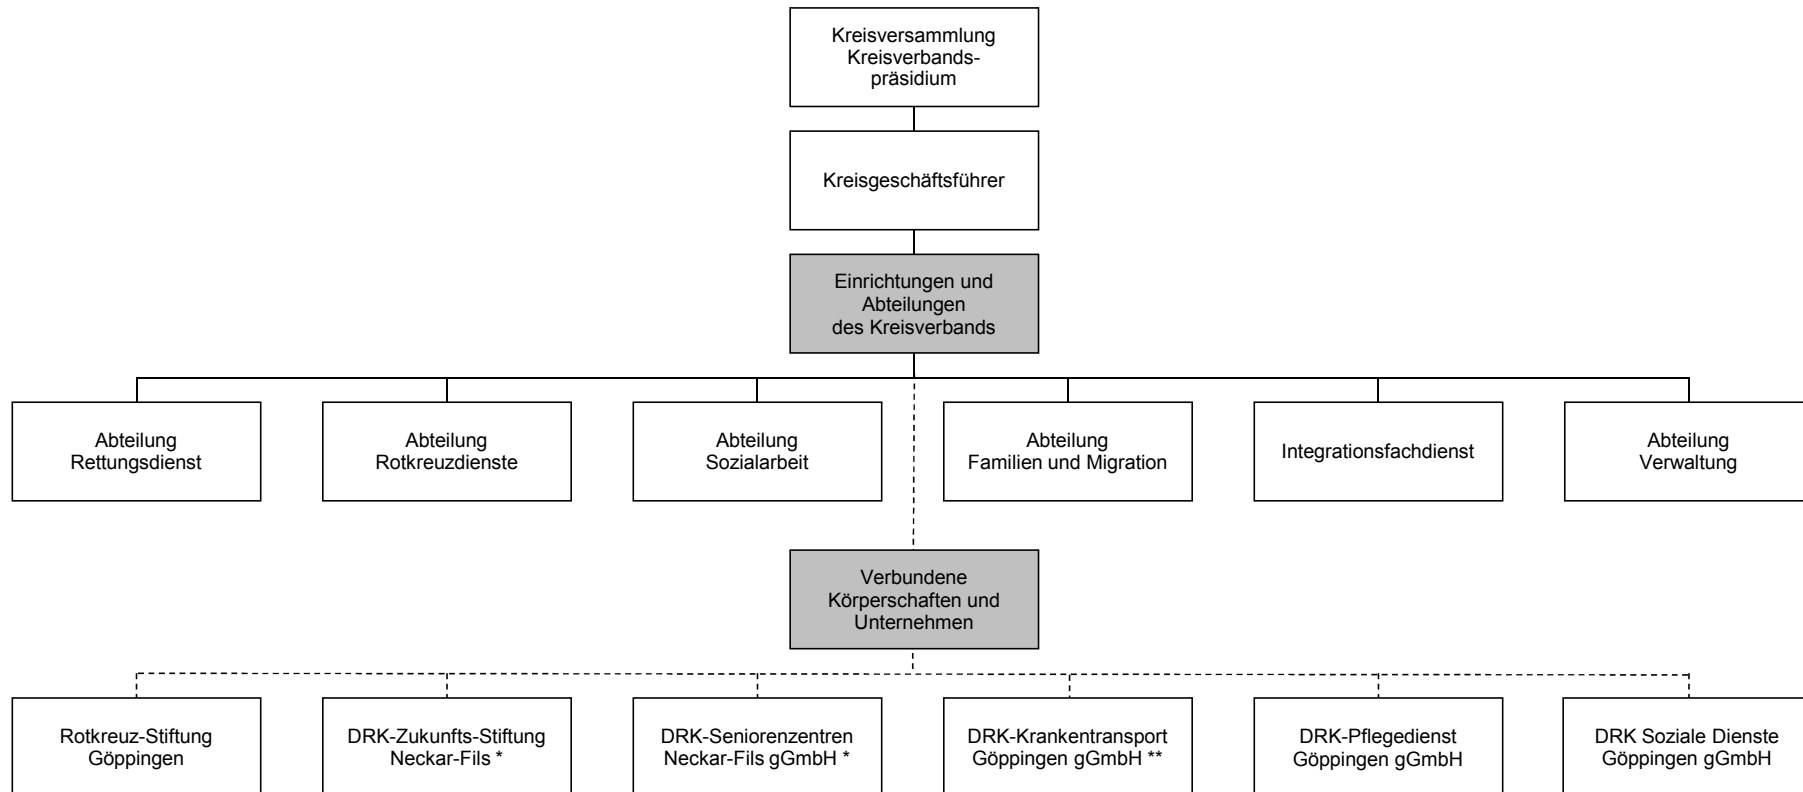 Kreisversammlung
Kreisverbands-
präsidium
Kreisgeschäftsführer
Einrichtungen und
Abteilungen
des Kreisverbands
Abteilung
Rettungsdienst
Abteilung
Rotkreuzdienste
Abteilung
Sozialarbeit
Abteilung
Familien und Migration
Integrationsfachdienst
Abteilung
Verwaltung
Verbundene
Körperschaften und
Unternehmen
Rotkreuz-Stiftung
Göppingen
DRK-Zukunfts-Stiftung
Neckar-Fils *
DRK-Seniorenzentren
Neckar-Fils gGmbH *
DRK-Krankentransport
Göppingen gGmbH **
DRK-Pflegedienst
Göppingen gGmbH
DRK Soziale Dienste
Göppingen gGmbH